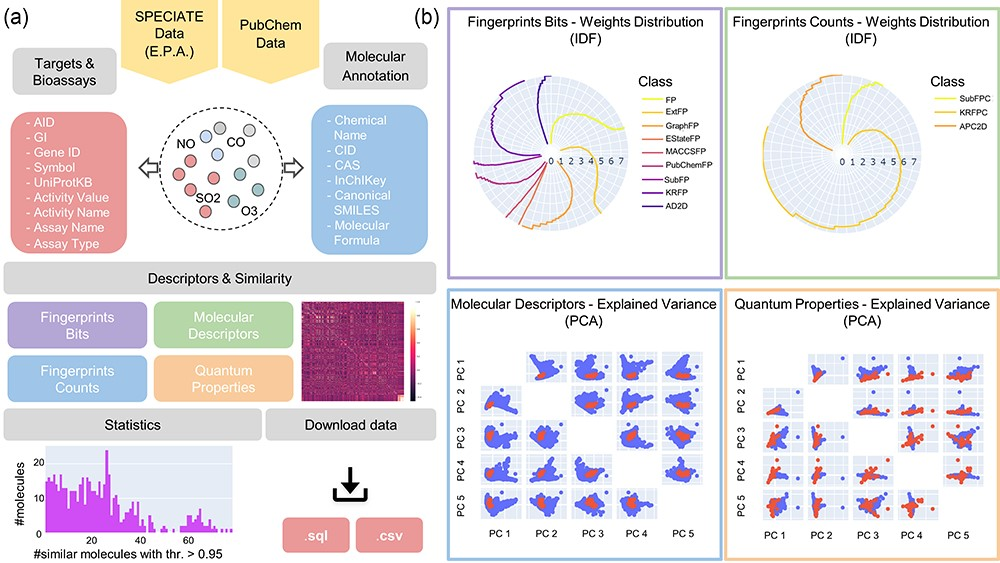 (a)
SPECIATE
Data
(E.P.A.)
PubChem
Data
Targets &
Bioassays
Molecular
Annotation
- AID
- GI
- Gene ID
- Symbol
- UniProtKB
- Activity Value
- Activity Name
- Assay Name
- Assay Type
NO
CO
SO2
O3
- Chemical
Name
- CID
- CAS
- InChIKey
- Canonical
SMILES
- Molecular
Formula
Descriptors & Similarity
Fingerprints
Bits
Molecular
Descriptors
Fingerprints
Counts
Quantum
Properties
Statistics
Download data
#molecules
20
10
0
0 20 40 60
#similar molecules with thr. > 0.95
.sql
.csv
(b)
Fingerprints Bits - Weights Distribution
(IDF)
0 1 2 3 4 5 6 7
Class
FP
ExtFP
GraphFP
EStateFP
MACCSFP
PubChemFP
SubFP
KRFP
AD2D
Fingerprints Counts - Weights Distribution
(IDF)
0 1 2 3 4 5 6 7
Class
SubFPC
KRFPC
APC2D
Molecular Descriptors - Explained Variance
(PCA)
PC 1
PC 2
PC 3
PC 4
PC 5
PC 1 PC 2 PC 3 PC 4 PC 5
Quantum Properties - Explained Variance
(PCA)
PC 1
PC 2
PC 3
PC 4
PC 5
PC 1 PC 2 PC 3 PC 4 PC 5